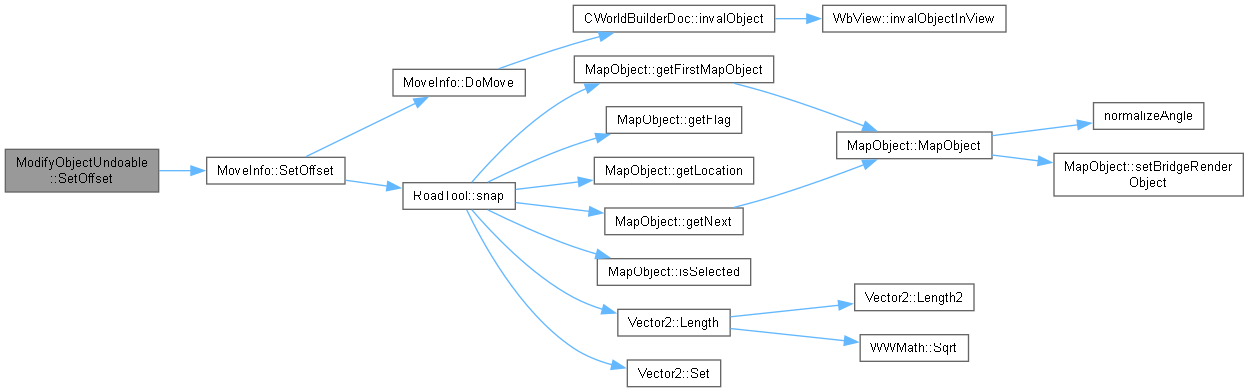 CWorldBuilderDoc::invalObject
WbView::invalObjectInView
MoveInfo::DoMove
MapObject::getFirstMapObject
MapObject::getFlag
normalizeAngle
ModifyObjectUndoable
::SetOffset
MoveInfo::SetOffset
MapObject::MapObject
MapObject::getLocation
MapObject::setBridgeRender
Object
RoadTool::snap
MapObject::getNext
MapObject::isSelected
Vector2::Length
Vector2::Length2
WWMath::Sqrt
Vector2::Set